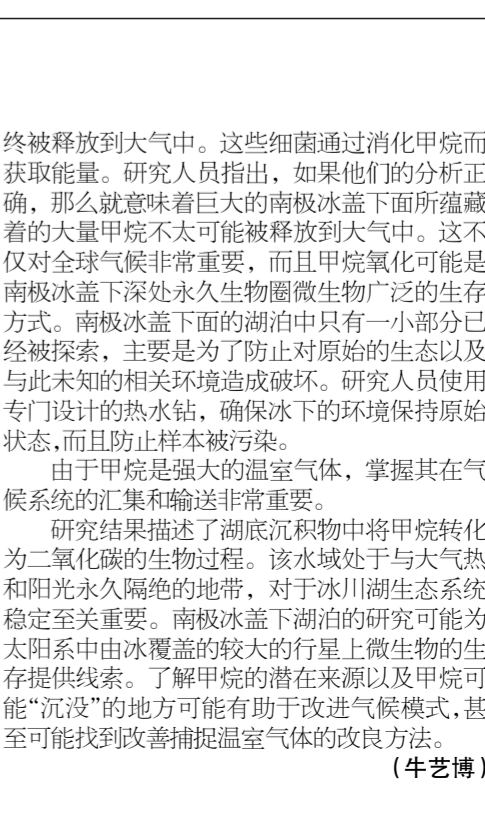 终被释放到大气中。这些细菌通过消化甲烷而
获取能量。研究人员指出，如果他们的分析正
确，那么就意味着巨大的南极冰盖下面所蕴藏
着的大量甲烷不太可能被释放到大气中。这不
仅对全球气候非常重要，而且甲烷氧化可能是
南极冰盖下深处永久生物圈微生物广泛的生存
方式。南极冰盖下面的湖泊中只有一小部分已
经被探索，主要是为了防止对原始的生态以及
与此未知的相关环境造成破坏。研究人员使用
专门设计的热水钻，确保冰下的环境保持原始
状态,而且防止样本被污染。
由于甲烷是强大的温室气体，掌握其在气
候系统的汇集和输送非常重要。
研究结果描述了湖底沉积物中将甲烷转化
为二氧化碳的生物过程。该水域处于与大气热
和阳光永久隔绝的地带，对于冰川湖生态系统
稳定至关重要。南极冰盖下湖泊的研究可能为
太阳系中由冰覆盖的较大的行星上微生物的生
存提供线索。了解甲烷的潜在来源以及甲烷可
能“沉没”的地方可能有助于改进气候模式,甚
至可能找到改善捕捉温室气体的改良方法。
(牛艺博)